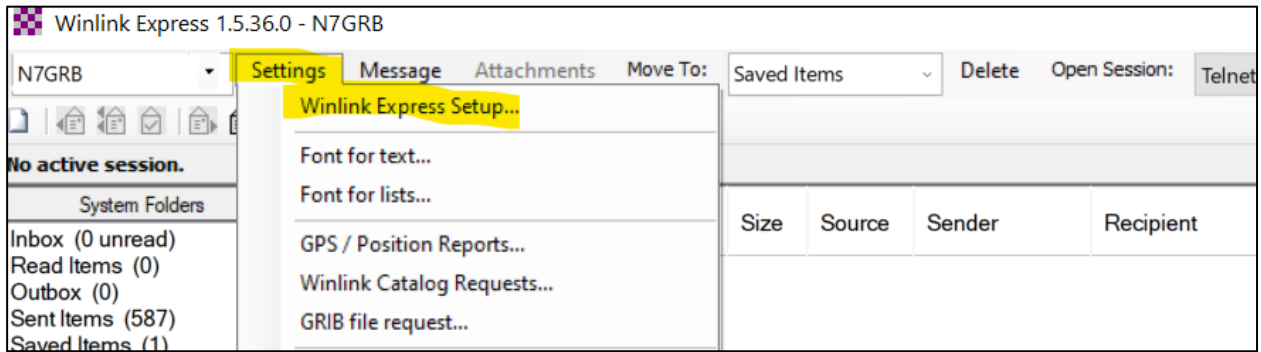 Winlink Express 1.5.36.0 - N7GRB
N7GRB Settings Message Attachments Move To: Saved Items Delete Open Session: Telnet
Winlink Express Setup...
No active session.
Font for text...
Font for lists...
System Folders
Size Source Sender Recipient
Inbox (0 unread)
GPS / Position Reports...
Read Items (0)
Winlink Catalog Requests...
Outbox (0)
Sent Items (587)
GRIB file request...
Saved Items (1)